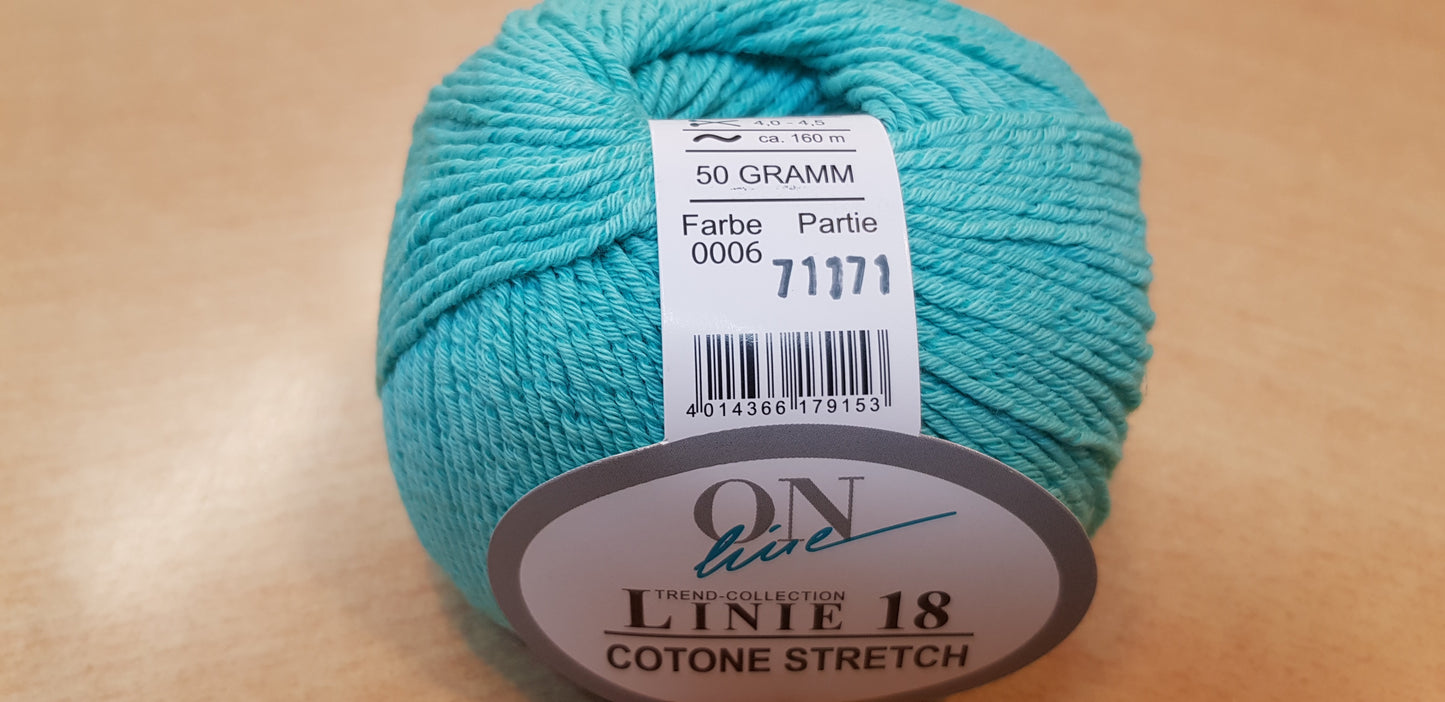 4,0 - 4,5
ca. 160 m
50 GRAMM
Farbe Partie
0006 71171
4 014366 179153
ON
line
TREND-COLLECTION
LINIE 18
COTONE STRETCH